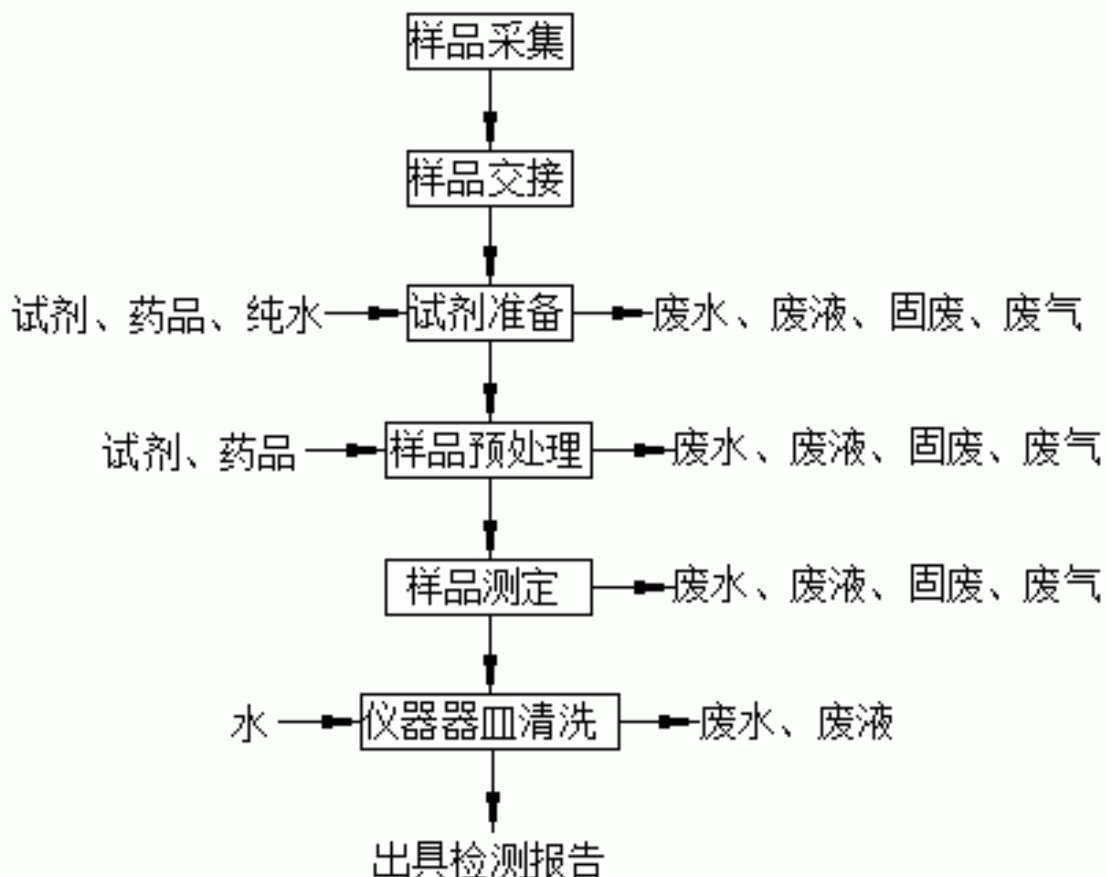 样品采集
样品交接
试剂、药品、纯水 试剂准备 废水、废液、固废、废气
试剂、药品 样品预处理 废水、废液、固废、废气
样品测定 废水、废液、固废、废气
水 仪器器皿清洗 废水、废液
出具检测报告